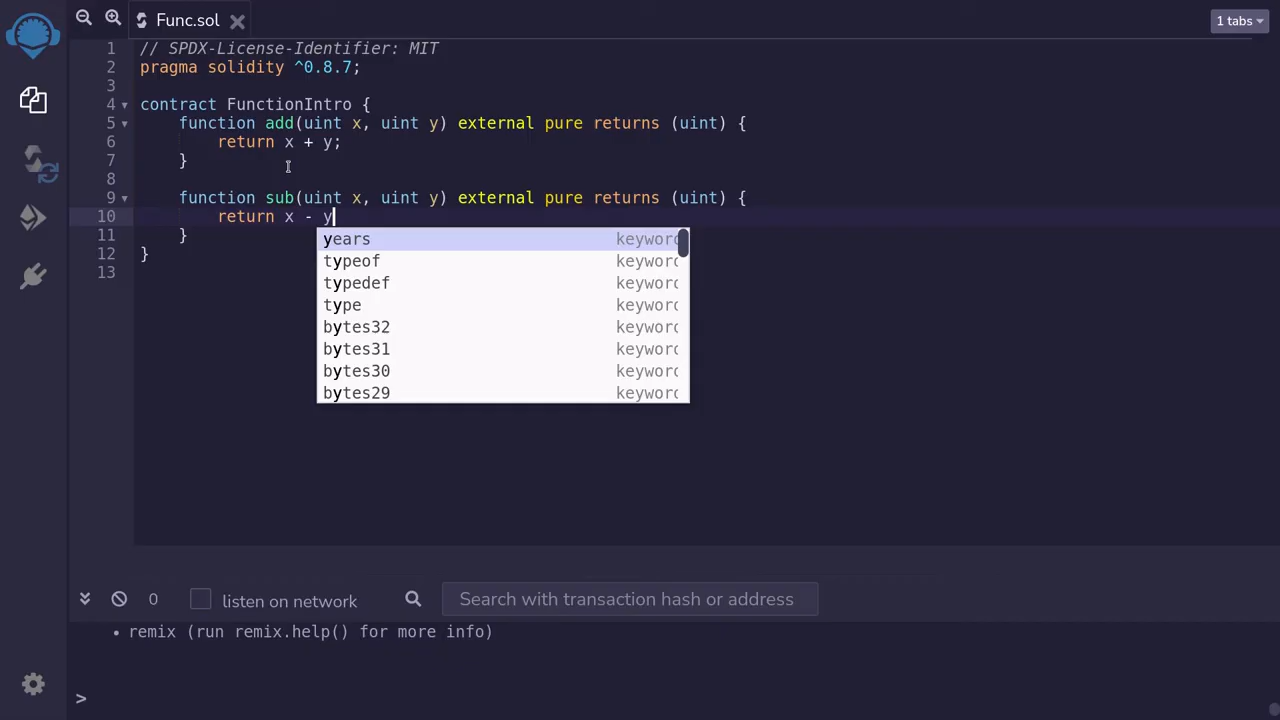 Func.sol
1 tabs
1 // SPDX-License-Identifier: MIT
2 pragma solidity ^0.8.7;
3
4 contract FunctionIntro {
5 function add(uint x, uint y) external pure returns (uint) {
6 return x + y;
7 }
8
9 function sub(uint x, uint y) external pure returns (uint) {
10 return x - y
11 }
12 }
13
years keyword
typeof keyword
typedef keyword
type keyword
bytes32 keyword
bytes31 keyword
bytes30 keyword
bytes29 keyword
0 listen on network Search with transaction hash or address
• remix (run remix.help() for more info)
>